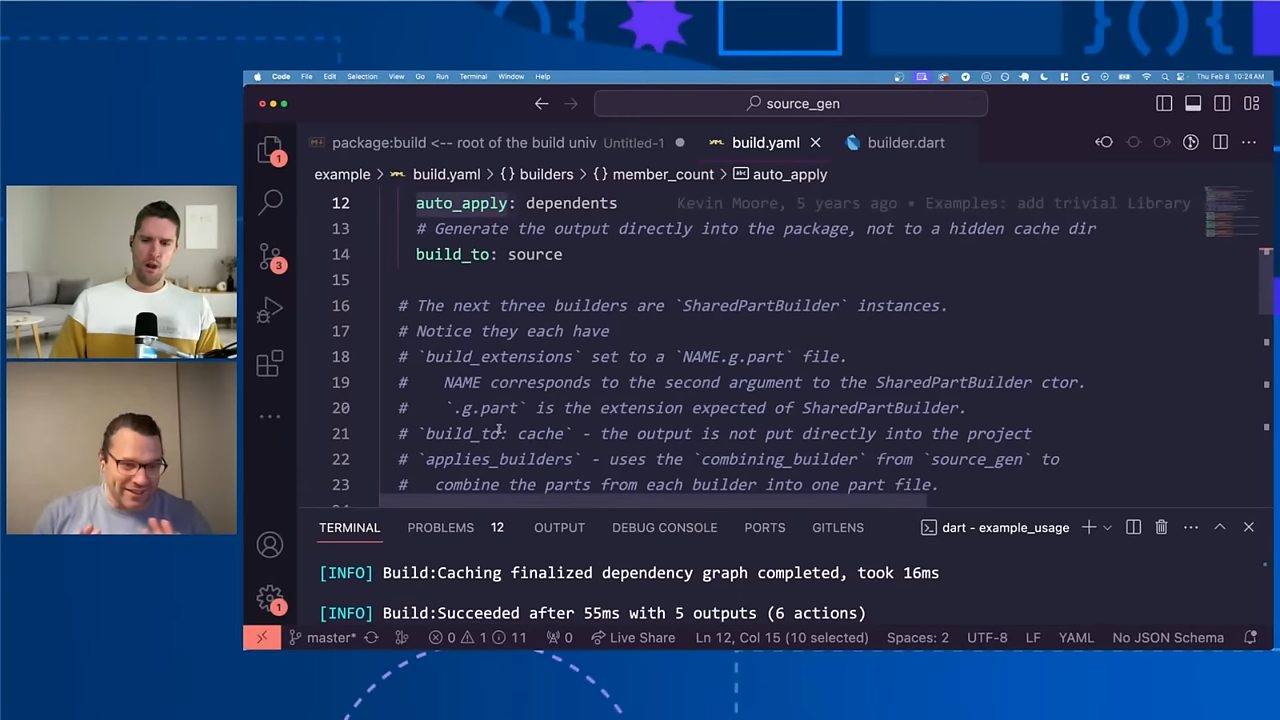 Code File Edit Selection View Go Run Terminal Window Help Thu Feb 8 10:24 AM
source_gen
package:build <-- root of the build univ Untitled-1 build.yaml builder.dart
example > build.yaml > {} builders > {} member_count > auto_apply
12 auto_apply: dependents Kevin Moore, 5 years ago • Examples: add trivial Library
13 # Generate the output directly into the package, not to a hidden cache dir
14 build_to: source
15
16 # The next three builders are `SharedPartBuilder` instances.
17 # Notice they each have
18 # `build_extensions` set to a `NAME.g.part` file.
19 # NAME corresponds to the second argument to the SharedPartBuilder ctor.
20 # `.g.part` is the extension expected of SharedPartBuilder.
21 # `build_to: cache` - the output is not put directly into the project
22 # `applies_builders` - uses the `combining_builder` from `source_gen` to
23 # combine the parts from each builder into one part file.
1
3
1
TERMINAL PROBLEMS 12 OUTPUT DEBUG CONSOLE PORTS GITLENS dart - example_usage
[INFO] Build:Caching finalized dependency graph completed, took 16ms
[INFO] Build:Succeeded after 55ms with 5 outputs (6 actions)
master* 0 1 11 0 Live Share Ln 12, Col 15 (10 selected) Spaces: 2 UTF-8 LF YAML No JSON Schema